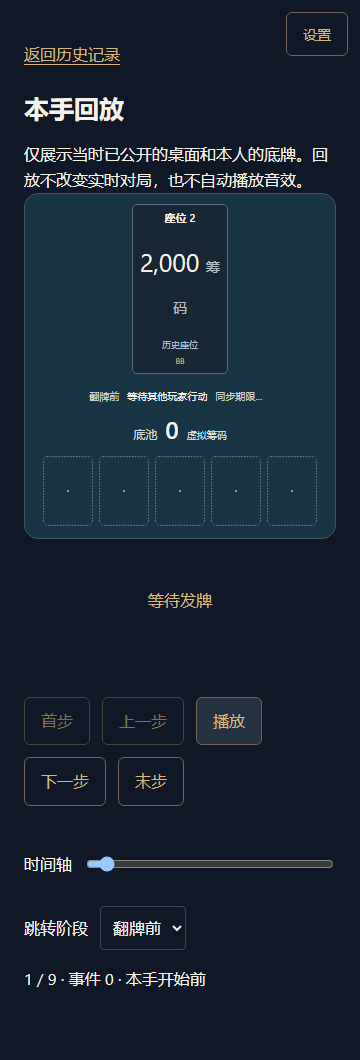 设置
返回历史记录
本手回放
仅展示当时已公开的桌面和本人的底牌。回
放不改变实时对局，也不自动播放音效。
座位 2
2,000 筹
码
历史座位
BB
翻牌前 等待其他玩家行动 同步期限…
底池 0 虚拟筹码
· · · · ·
等待发牌
首步 上一步 播放
下一步 末步
时间轴
跳转阶段 翻牌前
1 / 9 · 事件 0 · 本手开始前